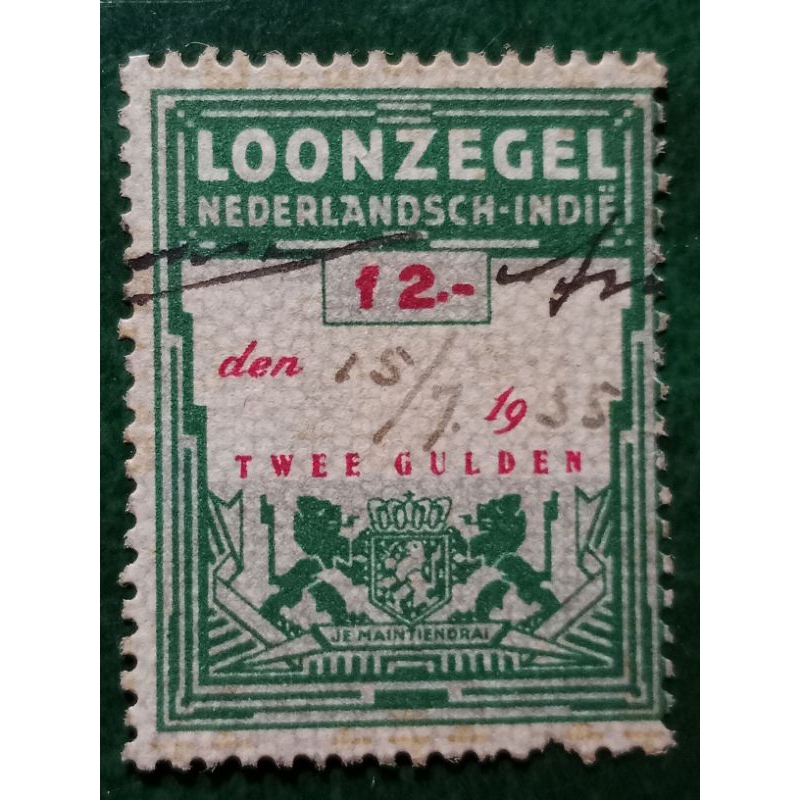 LOONZEGEL
NEDERLANDSCH-INDIË
f 2.-
den 15/7. 1935
TWEE GULDEN
JE MAINTIENDRAI